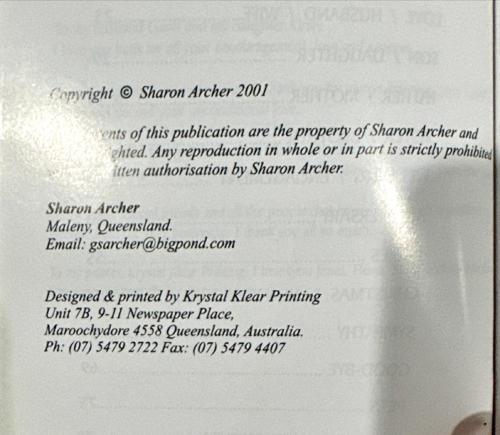 Copyright © Sharon Archer 2001
ents of this publication are the property of Sharon Archer and
ghted. Any reproduction in whole or in part is strictly prohibited
itten authorisation by Sharon Archer.
Sharon Archer
Maleny, Queensland.
Email: gsarcher@bigpond.com
Designed & printed by Krystal Klear Printing
Unit 7B, 9-11 Newspaper Place,
Maroochydore 4558 Queensland, Australia.
Ph: (07) 5479 2722 Fax: (07) 5479 4407